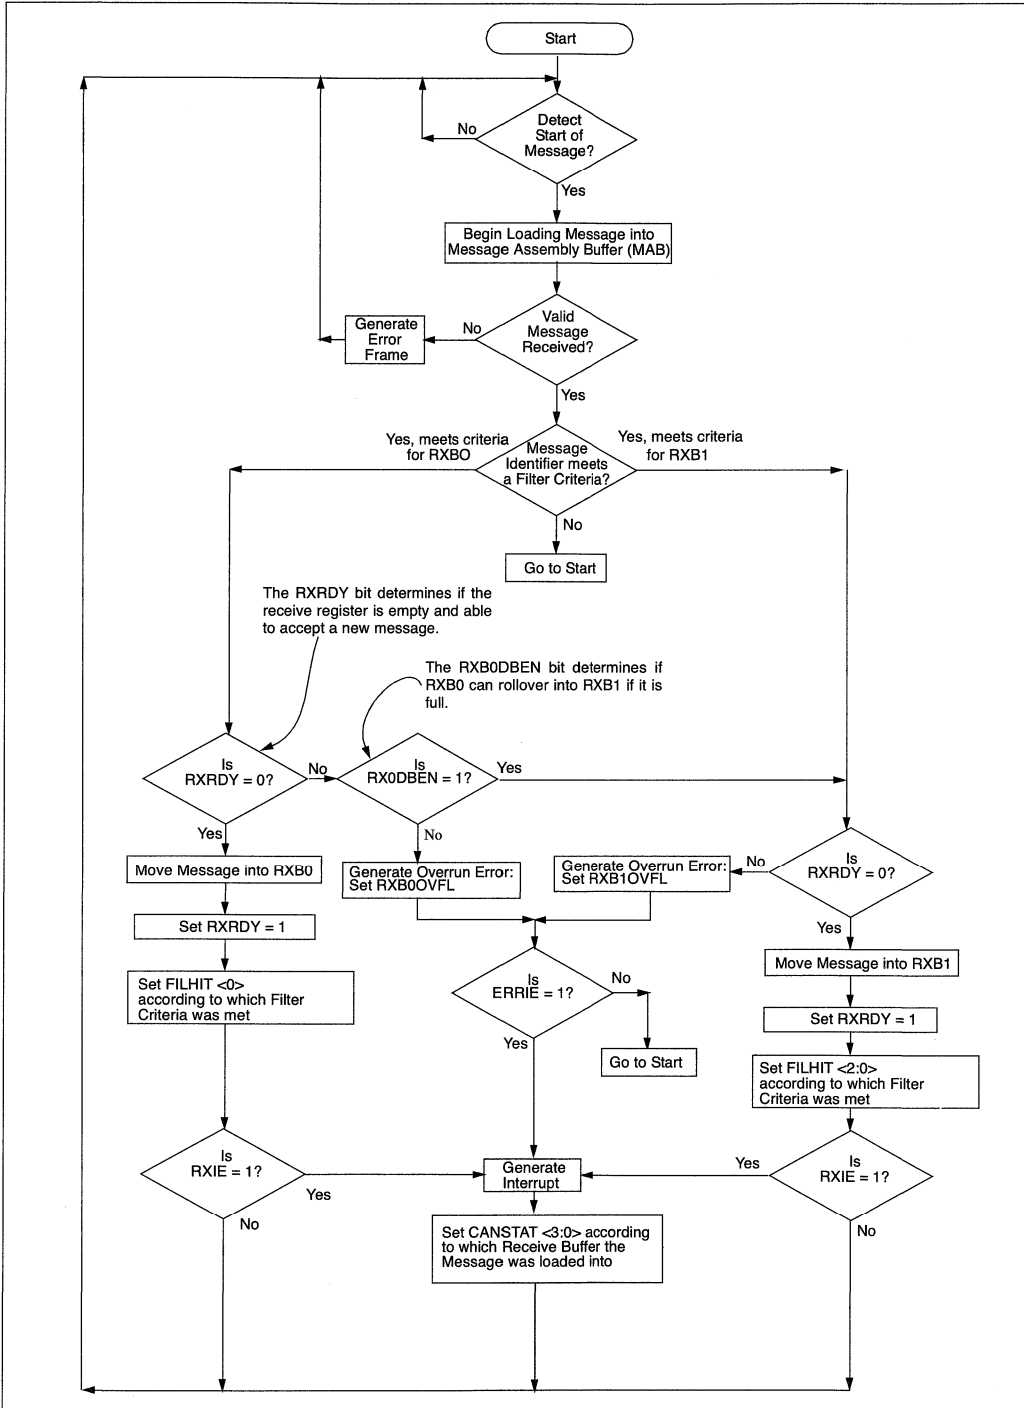 Start
Detect
Start of
Message?
No
Yes
Begin Loading Message into
Message Assembly Buffer (MAB)
Valid
Message
Received?
No
Generate
Error
Frame
Yes
Message
Identifier meets
a Filter Criteria?
Yes, meets criteria
for RXBO
Yes, meets criteria
for RXB1
No
Go to Start
The RXRDY bit determines if the
receive register is empty and able
to accept a new message.
The RXB0DBEN bit determines if
RXB0 can rollover into RXB1 if it is
full.
Is
RXRDY = 0?
No
Is
RX0DBEN = 1?
Yes
Yes
No
Move Message into RXB0
Generate Overrun Error:
Set RXB0OVFL
Generate Overrun Error:
Set RXB1OVFL
No
Is
RXRDY = 0?
Yes
Set RXRDY = 1
Move Message into RXB1
Set FILHIT <0>
according to which Filter
Criteria was met
Is
ERRIE = 1?
No
Yes
Go to Start
Set RXRDY = 1
Set FILHIT <2:0>
according to which Filter
Criteria was met
Is
RXIE = 1?
Yes
No
Generate
Interrupt
Yes
Is
RXIE = 1?
No
Set CANSTAT <3:0> according
to which Receive Buffer the
Message was loaded into